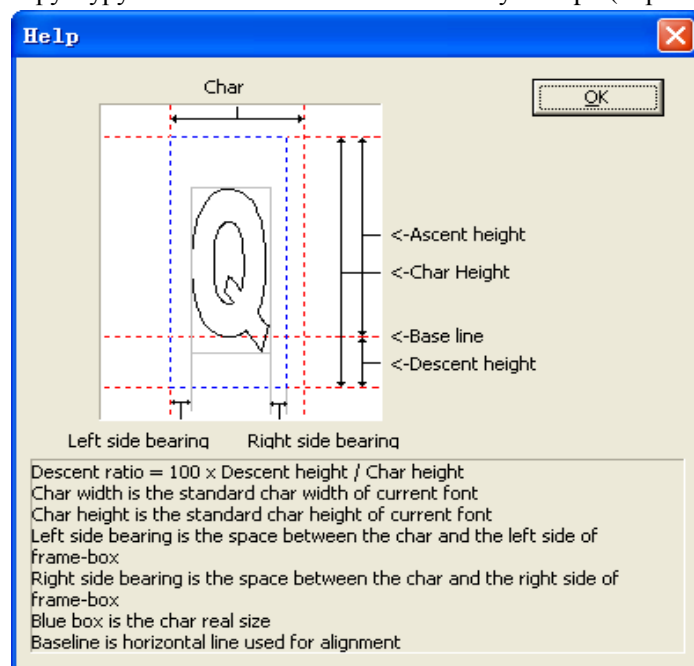 Help
Char
OK
<-Ascent height
<-Char Height
<-Base line
<-Descent height
Left side bearing Right side bearing
Descent ratio = 100 x Descent height / Char height
Char width is the standard char width of current font
Char height is the standard char height of current font
Left side bearing is the space between the char and the left side of
frame-box
Right side bearing is the space between the char and the right side of
frame-box
Blue box is the char real size
Baseline is horizontal line used for alignment